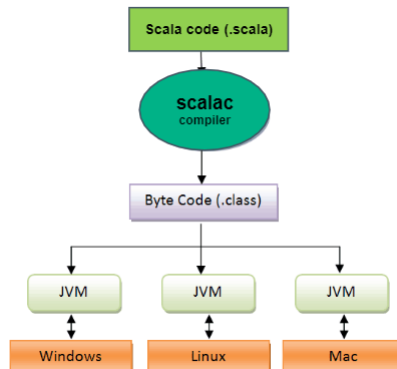 Scala code (.scala)
scalac
compiler
Byte Code (.class)
JVM
JVM
JVM
Windows
Linux
Mac